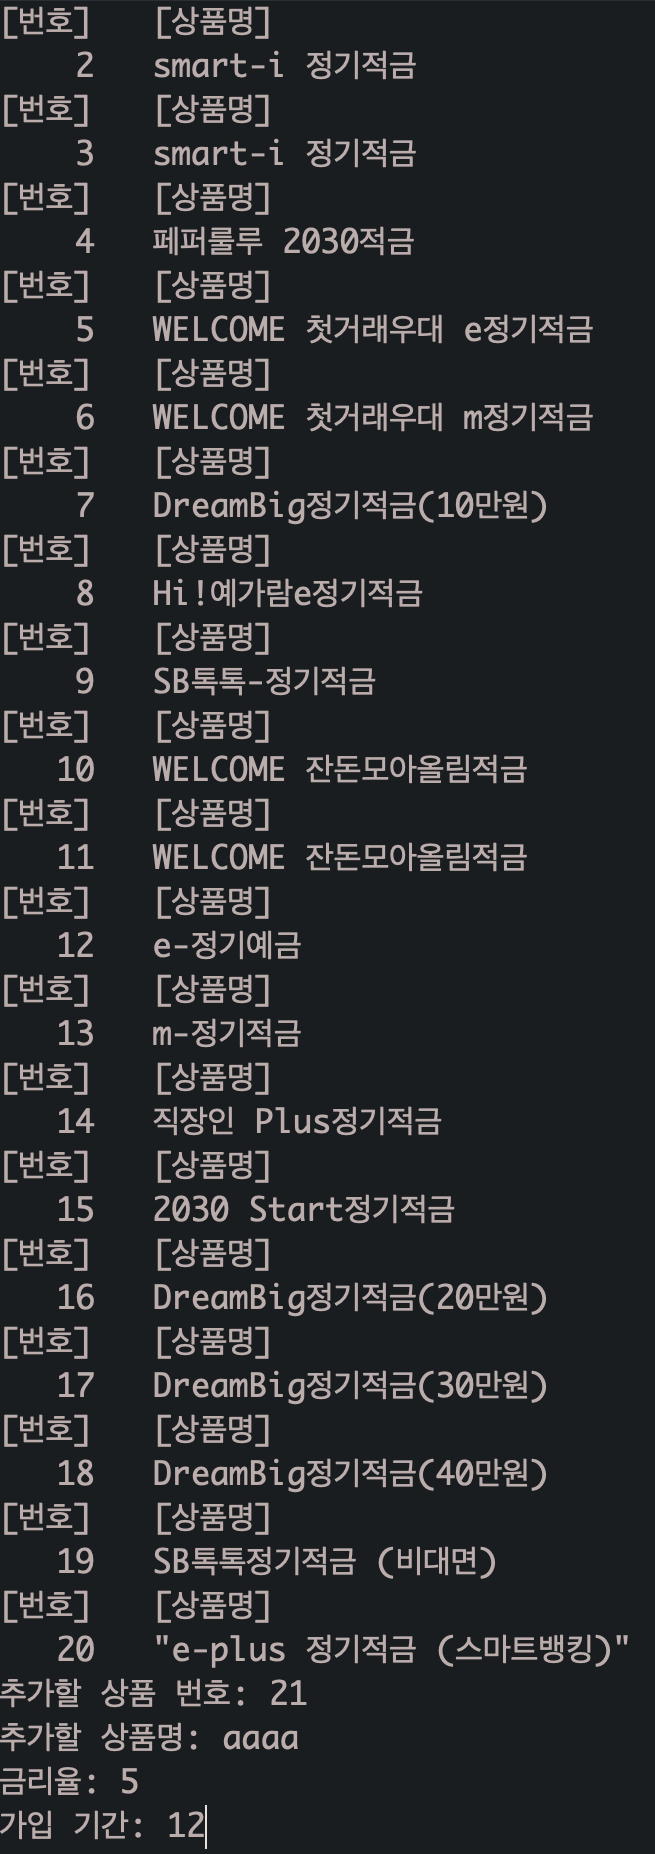 [번호] [상품명]
2 smart-i 정기적금
[번호] [상품명]
3 smart-i 정기적금
[번호] [상품명]
4 페퍼룰루 2030적금
[번호] [상품명]
5 WELCOME 첫거래우대 e정기적금
[번호] [상품명]
6 WELCOME 첫거래우대 m정기적금
[번호] [상품명]
7 DreamBig정기적금(10만원)
[번호] [상품명]
8 Hi!예가람e정기적금
[번호] [상품명]
9 SB톡톡-정기적금
[번호] [상품명]
10 WELCOME 잔돈모아올림적금
[번호] [상품명]
11 WELCOME 잔돈모아올림적금
[번호] [상품명]
12 e-정기예금
[번호] [상품명]
13 m-정기적금
[번호] [상품명]
14 직장인 Plus정기적금
[번호] [상품명]
15 2030 Start정기적금
[번호] [상품명]
16 DreamBig정기적금(20만원)
[번호] [상품명]
17 DreamBig정기적금(30만원)
[번호] [상품명]
18 DreamBig정기적금(40만원)
[번호] [상품명]
19 SB톡톡정기적금 (비대면)
[번호] [상품명]
20 "e-plus 정기적금 (스마트뱅킹)"
추가할 상품 번호: 21
추가할 상품명: aaaa
금리율: 5
가입 기간: 12